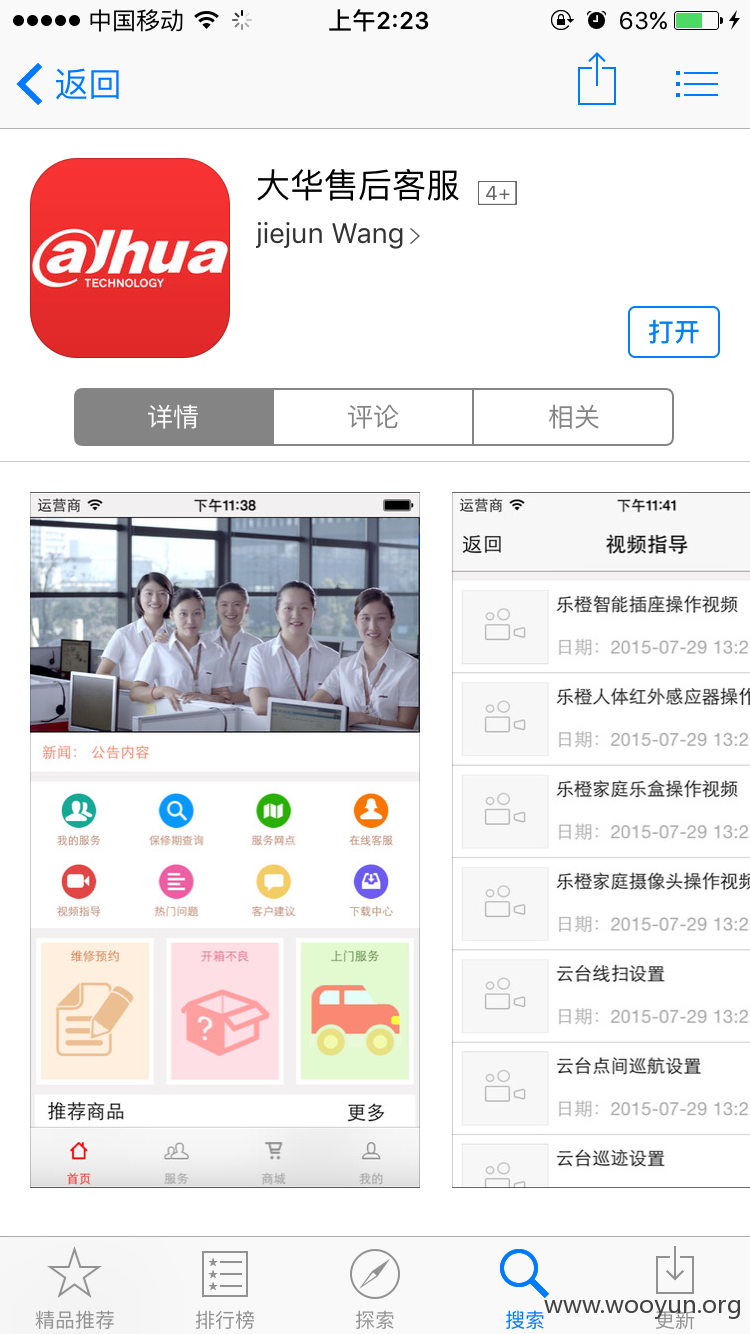 中国移动 上午2:23 63%
返回
大华售后客服 4+
jiejun Wang
alhua
TECHNOLOGY
打开
详情 评论 相关
运营商 下午11:38
新闻： 公告内容
我的服务 保修期查询 服务网点 在线客服
视频指导 热门问题 客户建议 下载中心
维修预约 开箱不良 上门服务
?
推荐商品 更多
首页 服务 商城 我的
运营商 下午11:41
返回 视频指导
乐橙智能插座操作视频
日期：2015-07-29 13:2
乐橙人体红外感应器操作
日期：2015-07-29 13:2
乐橙家庭乐盒操作视频
日期：2015-07-29 13:2
乐橙家庭摄像头操作视频
日期：2015-07-29 13:2
云台线扫设置
日期：2015-07-29 13:2
云台点间巡航设置
日期：2015-07-29 13:2
云台巡迹设置
精品推荐 排行榜 探索 搜索 更新
www.wooyun.org